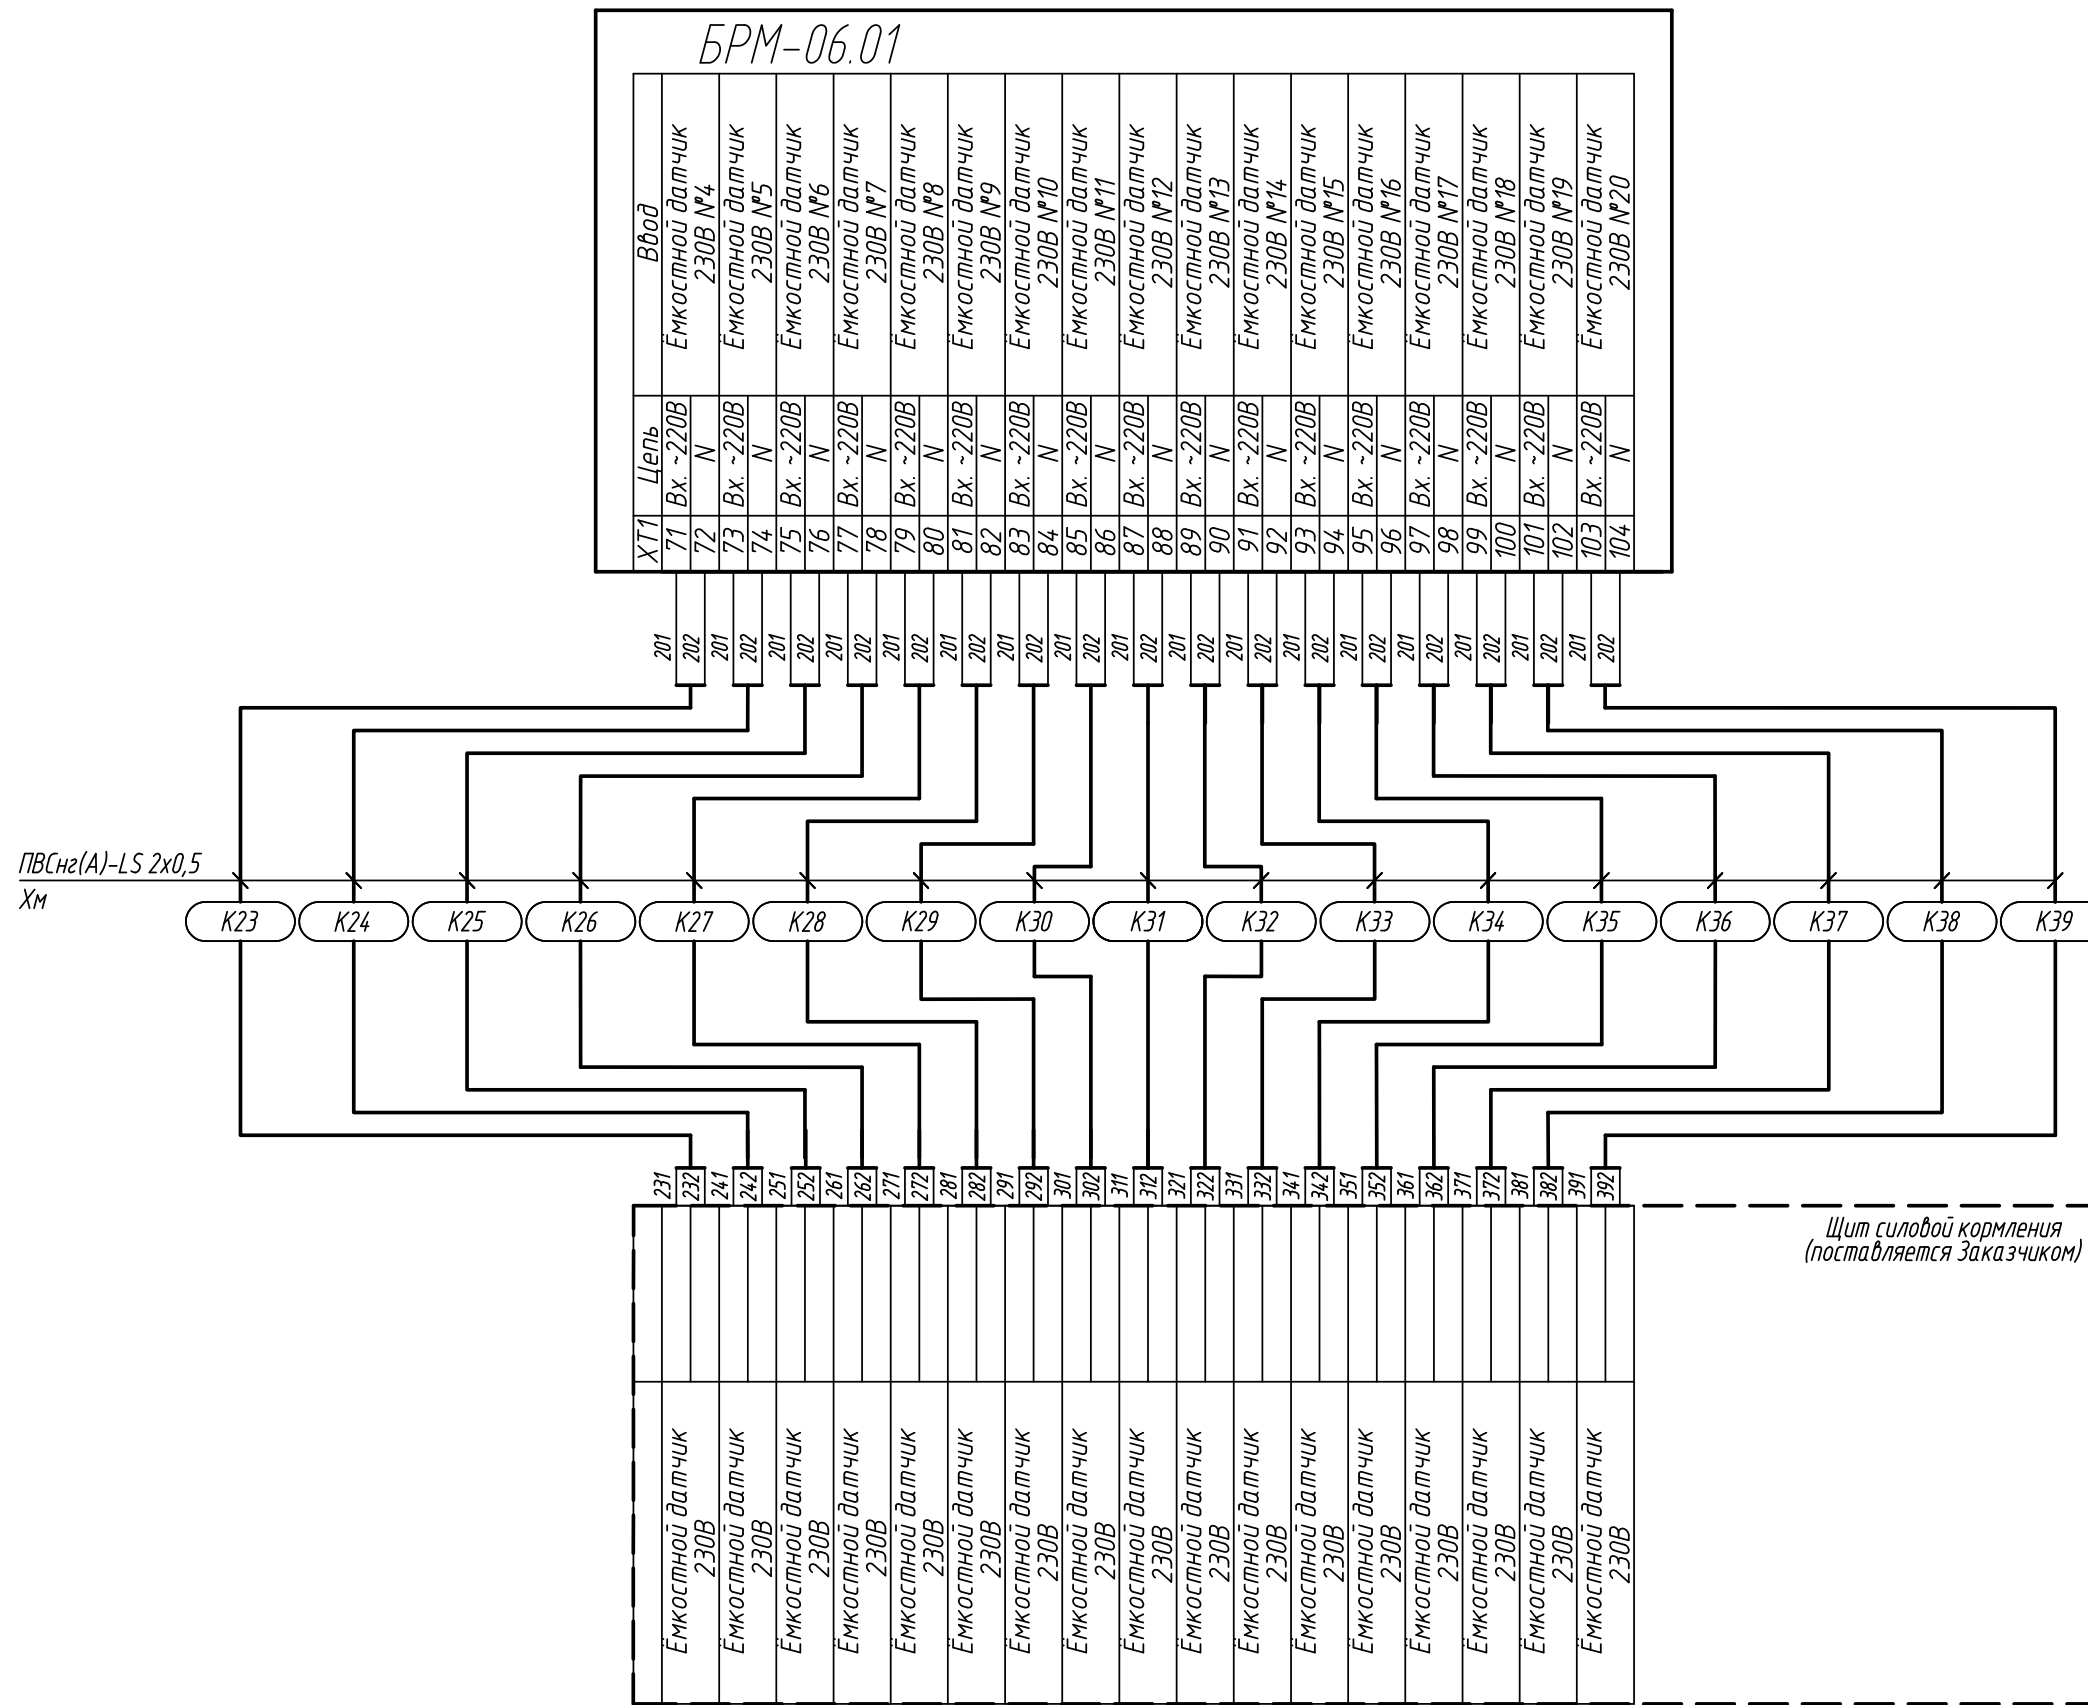 БРМ-06.01
Ввод
Ёмкостной датчик
230В №4
Ёмкостной датчик
230В №5
Ёмкостной датчик
230В №6
Ёмкостной датчик
230В №7
Ёмкостной датчик
230В №8
Ёмкостной датчик
230В №9
Ёмкостной датчик
230В №10
Ёмкостной датчик
230В №11
Ёмкостной датчик
230В №12
Ёмкостной датчик
230В №13
Ёмкостной датчик
230В №14
Ёмкостной датчик
230В №15
Ёмкостной датчик
230В №16
Ёмкостной датчик
230В №17
Ёмкостной датчик
230В №18
Ёмкостной датчик
230В №19
Ёмкостной датчик
230В №20
Цепь
Вх. ~220В
N
Вх. ~220В
N
Вх. ~220В
N
Вх. ~220В
N
Вх. ~220В
N
Вх. ~220В
N
Вх. ~220В
N
Вх. ~220В
N
Вх. ~220В
N
Вх. ~220В
N
Вх. ~220В
N
Вх. ~220В
N
Вх. ~220В
N
Вх. ~220В
N
Вх. ~220В
N
Вх. ~220В
N
Вх. ~220В
N
XT1
71
72
73
74
75
76
77
78
79
80
81
82
83
84
85
86
87
88
89
90
91
92
93
94
95
96
97
98
99
100
101
102
103
104
201
202
201
202
201
202
201
202
201
202
201
202
201
202
201
202
201
202
201
202
201
202
201
202
201
202
201
202
201
202
201
202
201
202
ПВСнг(А)-LS 2х0,5
Хм
К23
К24
К25
К26
К27
К28
К29
К30
К31
К32
К33
К34
К35
К36
К37
К38
К39
231
232
241
242
251
252
261
262
271
272
281
282
291
292
301
302
311
312
321
322
331
332
341
342
351
352
361
362
371
372
381
382
391
392
Щит силовой кормления
(поставляется Заказчиком)
Ёмкостной датчик
230В
Ёмкостной датчик
230В
Ёмкостной датчик
230В
Ёмкостной датчик
230В
Ёмкостной датчик
230В
Ёмкостной датчик
230В
Ёмкостной датчик
230В
Ёмкостной датчик
230В
Ёмкостной датчик
230В
Ёмкостной датчик
230В
Ёмкостной датчик
230В
Ёмкостной датчик
230В
Ёмкостной датчик
230В
Ёмкостной датчик
230В
Ёмкостной датчик
230В
Ёмкостной датчик
230В
Ёмкостной датчик
230В